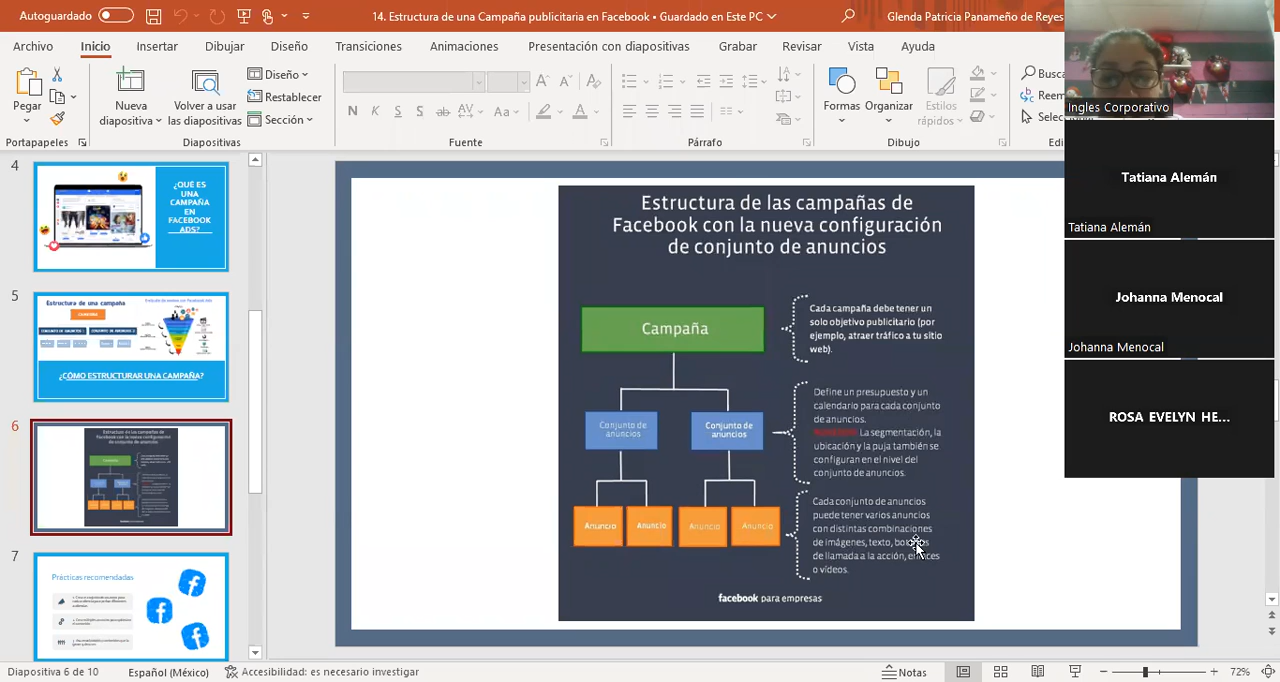 Autoguardado
14. Estructura de una Campaña publicitaria en Facebook • Guardado en Este PC
Glenda Patricia Panameño de Reyes
Archivo Inicio Insertar Dibujar Diseño Transiciones Animaciones Presentación con diapositivas Grabar Revisar Vista Ayuda
Pegar
Nueva
diapositiva
Volver a usar
las diapositivas
Diseño
Restablecer
Sección
N K S S ab AV Aa A
Formas Organizar Estilos
rápidos
Portapapeles Diapositivas Fuente Párrafo Dibujo
Ingles Corporativo
Tatiana Alemán
Tatiana Alemán
Johanna Menocal
Johanna Menocal
ROSA EVELYN HE...
4
¿QUÉ ES
UNA
CAMPAÑA
EN
FACEBOOK
ADS?
5
Estructura de una campaña
¿CÓMO ESTRUCTURAR UNA CAMPAÑA?
6
7
Prácticas recomendadas
Estructura de las campañas de
Facebook con la nueva configuración
de conjunto de anuncios
Campaña
Cada campaña debe tener un
solo objetivo publicitario (por
ejemplo, atraer tráfico a tu sitio
web).
Conjunto de
anuncios
Conjunto de
anuncios
Define un presupuesto y un
calendario para cada conjunto
de anuncios.
La segmentación, la
ubicación y la puja también se
configuran en el nivel del
conjunto de anuncios.
Anuncio Anuncio Anuncio Anuncio
Cada conjunto de anuncios
puede tener varios anuncios
con distintas combinaciones
de imágenes, texto,
de llamada a la acción,
o vídeos.
facebook para empresas
Diapositiva 6 de 10 Español (México) Accesibilidad: es necesario investigar Notas 72%